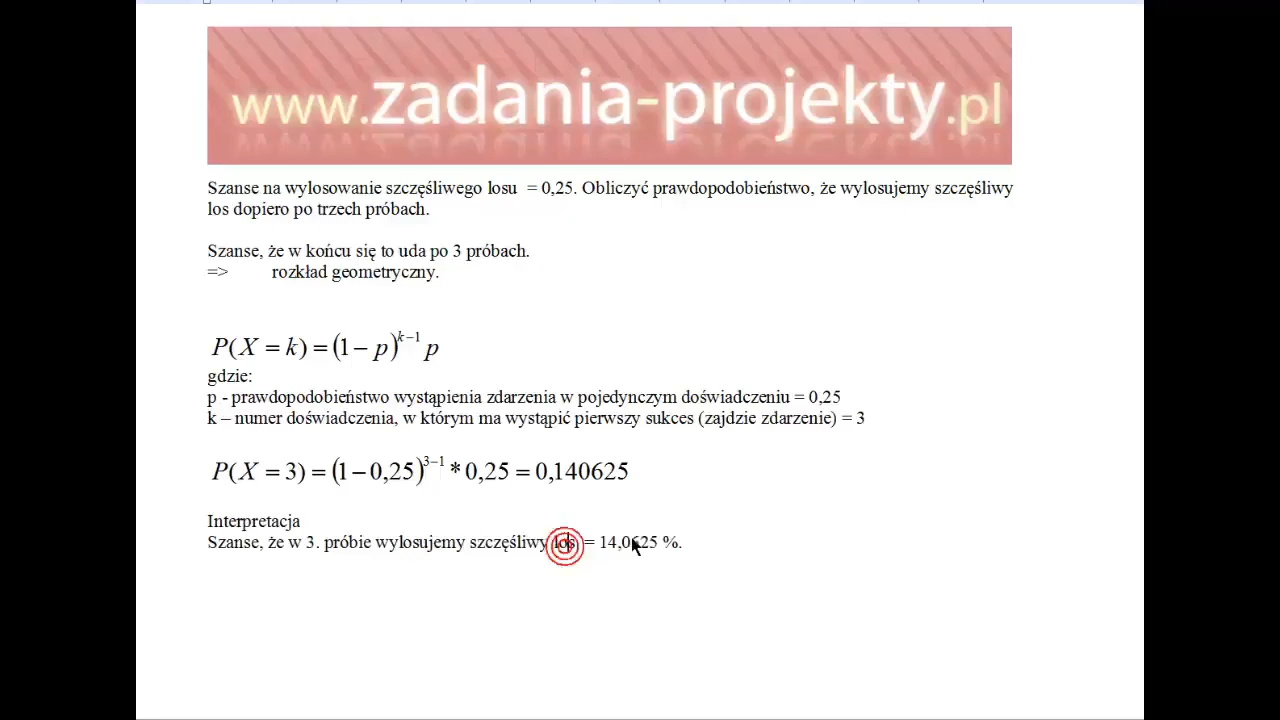 www.zadania-projekty.pl
Szanse na wylosowanie szczęśliwego losu = 0,25. Obliczyć prawdopodobieństwo, że wylosujemy szczęśliwy
los dopiero po trzech próbach.
Szanse, że w końcu się to uda po 3 próbach.
=> rozkład geometryczny.
P(X = k) = (1 − p)^{k−1} p
gdzie:
p - prawdopodobieństwo wystąpienia zdarzenia w pojedynczym doświadczeniu = 0,25
k – numer doświadczenia, w którym ma wystąpić pierwszy sukces (zajdzie zdarzenie) = 3
P(X = 3) = (1 − 0,25)^{3−1} * 0,25 = 0,140625
Interpretacja
Szanse, że w 3. próbie wylosujemy szczęśliwy los = 14,0625 %.